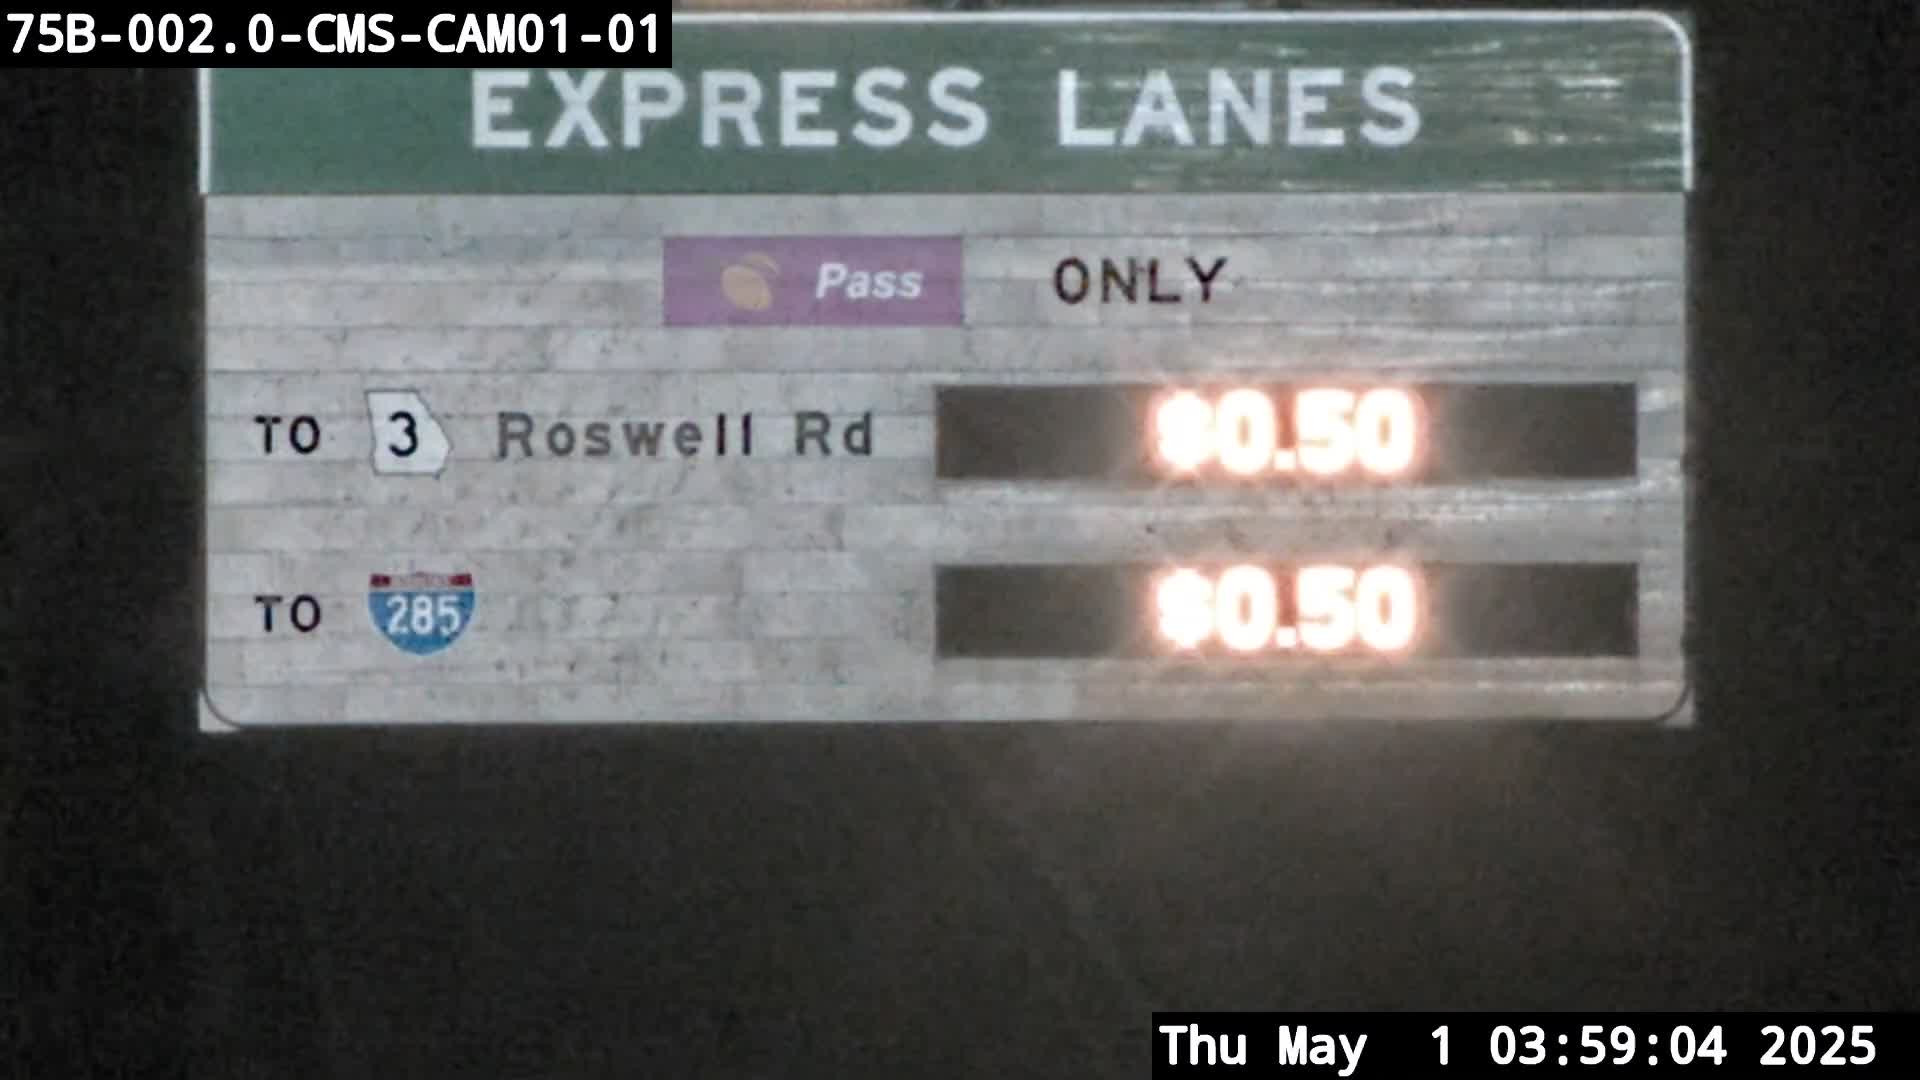 75B-002.0-CMS-CAM01-01
EXPRESS LANES
Pass ONLY
TO 3 Roswell Rd $0.50
TO 285 $0.50
Thu May 1 03:59:04 2025